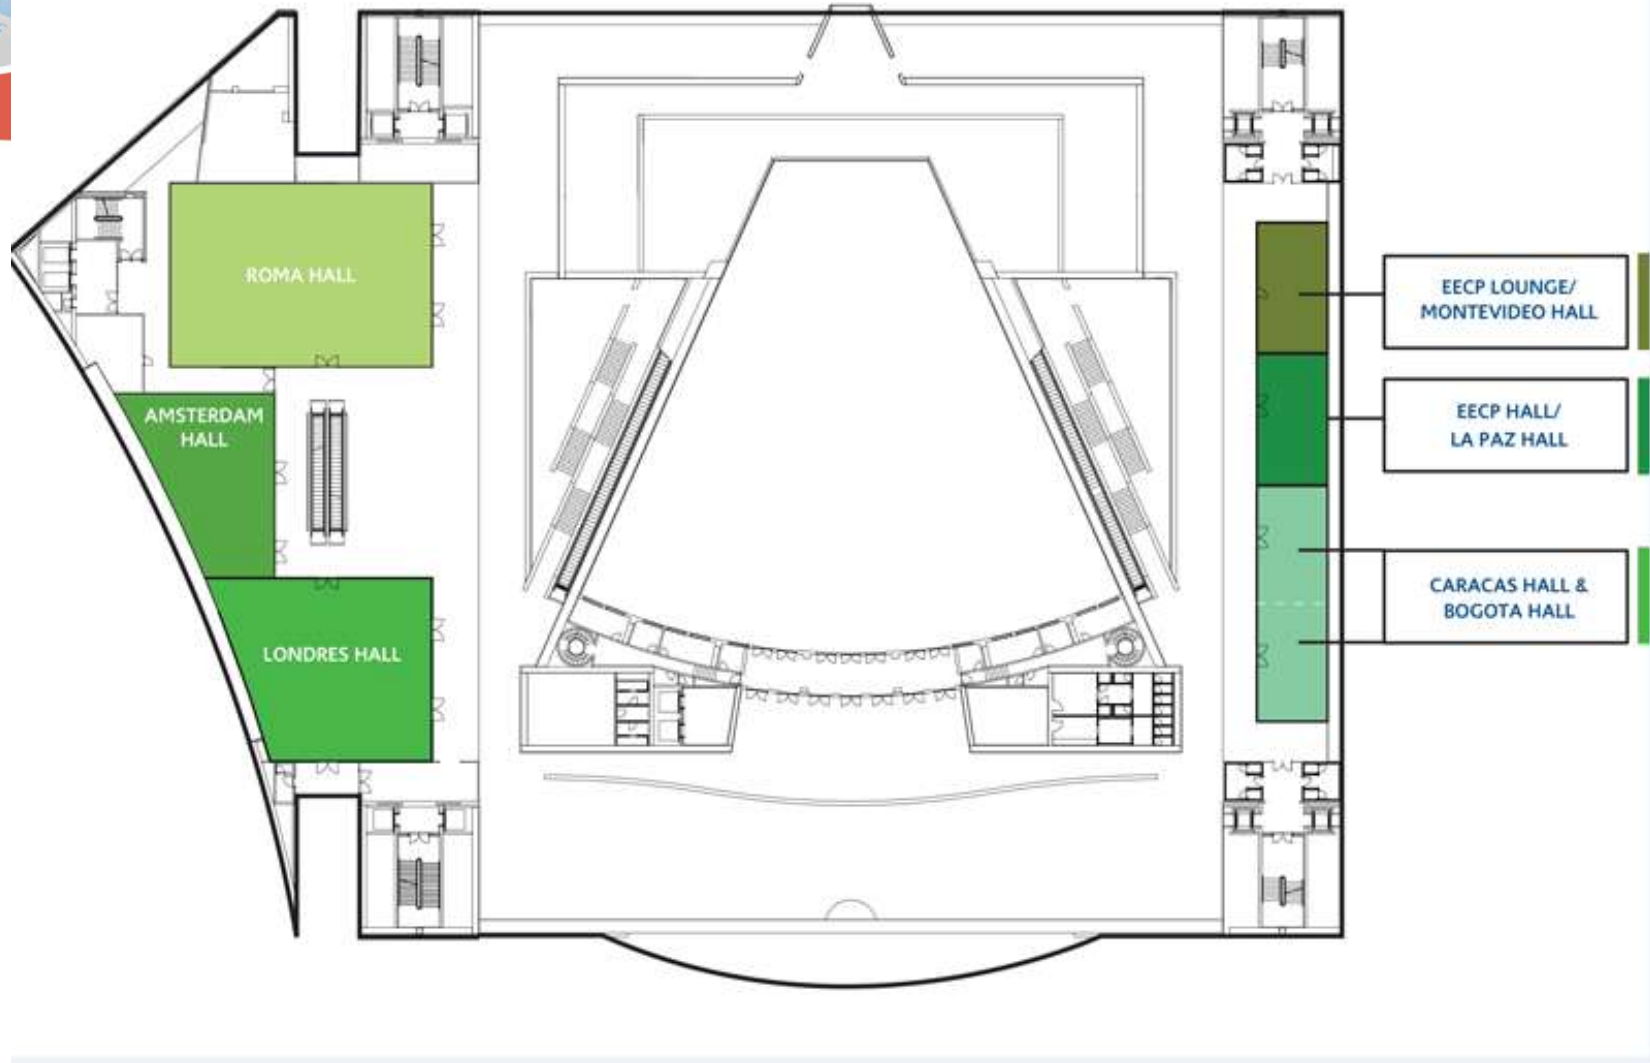 ROMA HALL
AMSTERDAM
HALL
LONDRES HALL
EECP LOUNGE/
MONTEVIDEO HALL
EECP HALL/
LA PAZ HALL
CARACAS HALL &
BOGOTA HALL